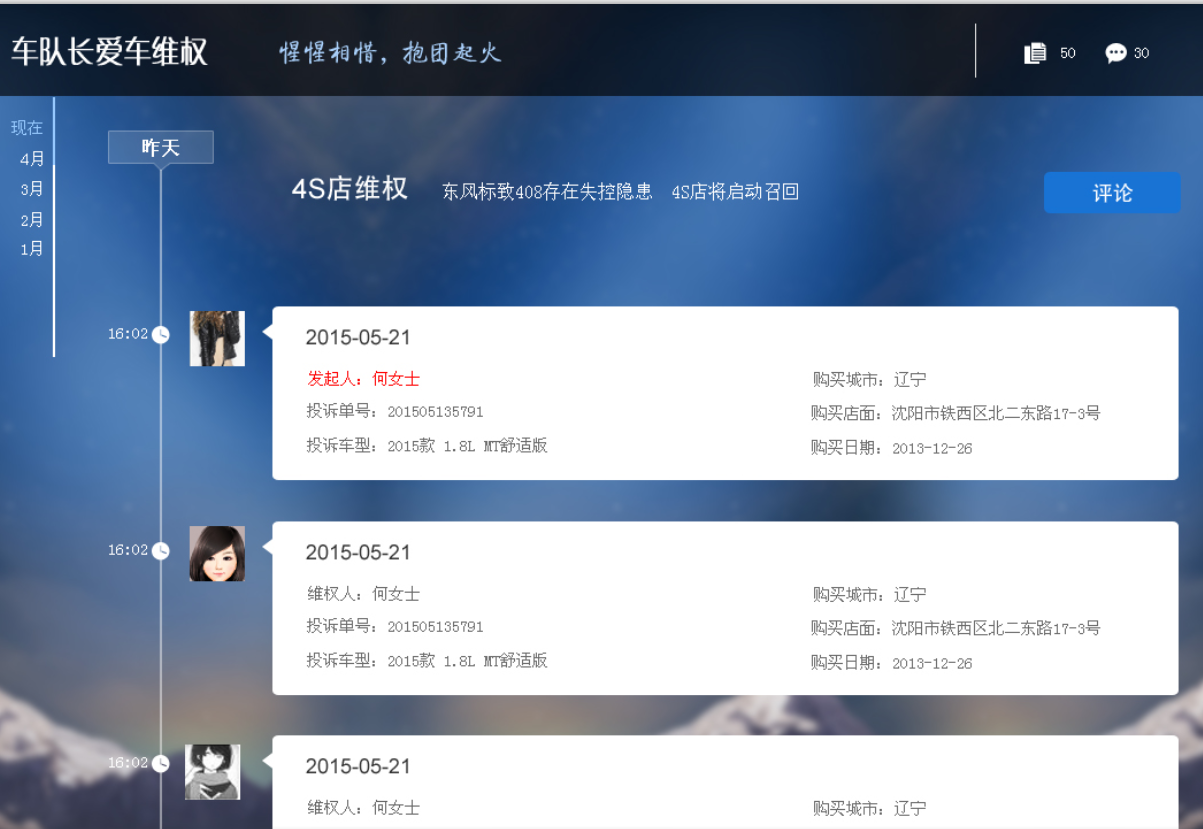 车队长爱车维权
惺惺相惜，抱团起火
50
30
现在
4月
3月
2月
1月
昨天
4S店维权
东风标致408存在失控隐患 4S店将启动召回
评论
16:02
2015-05-21
发起人：何女士
购买城市：辽宁
投诉单号：201505135791
购买店面：沈阳市铁西区北二东路17-3号
投诉车型：2015款 1.8L MT舒适版
购买日期：2013-12-26
16:02
2015-05-21
维权人：何女士
购买城市：辽宁
投诉单号：201505135791
购买店面：沈阳市铁西区北二东路17-3号
投诉车型：2015款 1.8L MT舒适版
购买日期：2013-12-26
16:02
2015-05-21
维权人：何女士
购买城市：辽宁